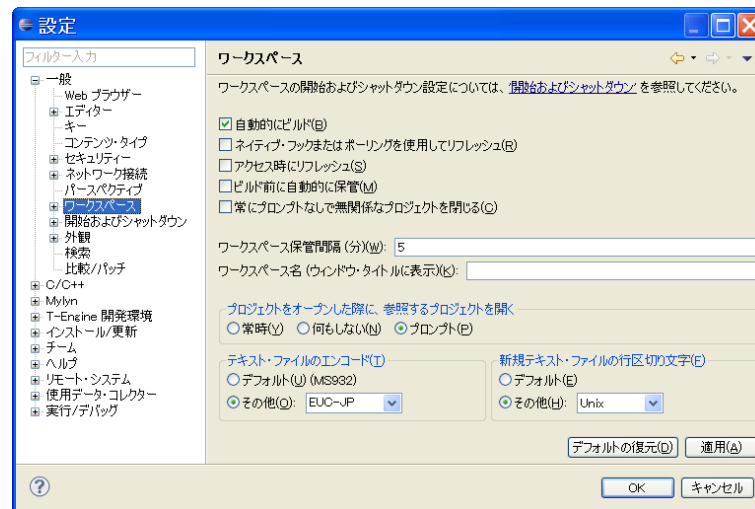 設定
フィルター入力
一般
Web ブラウザー
エディター
キー
コンテンツ・タイプ
セキュリティー
ネットワーク接続
パースペクティブ
ワークスペース
開始およびシャットダウン
外観
検索
比較/パッチ
C/C++
Mylyn
T-Engine 開発環境
インストール/更新
チーム
ヘルプ
リモート・システム
使用データ・コレクター
実行/デバッグ
ワークスペース
ワークスペースの開始およびシャットダウン設定については、'開始およびシャットダウン' を参照してください。
自動的にビルド(B)
ネイティブ・フックまたはポーリングを使用してリフレッシュ(R)
アクセス時にリフレッシュ(S)
ビルド前に自動的に保管(M)
常にプロンプトなしで無関係なプロジェクトを閉じる(C)
ワークスペース保管間隔 (分)(W): 5
ワークスペース名 (ウィンドウ・タイトルに表示)(K):
プロジェクトをオープンした際に、参照するプロジェクトを開く
常時(Y) 何もしない(N) プロンプト(P)
テキスト・ファイルのエンコード(T)
デフォルト(U) (MS932)
その他(O): EUC-JP
新規テキスト・ファイルの行区切り文字(F)
デフォルト(E)
その他(H): Unix
デフォルトの復元(D) 適用(A)
? OK キャンセル